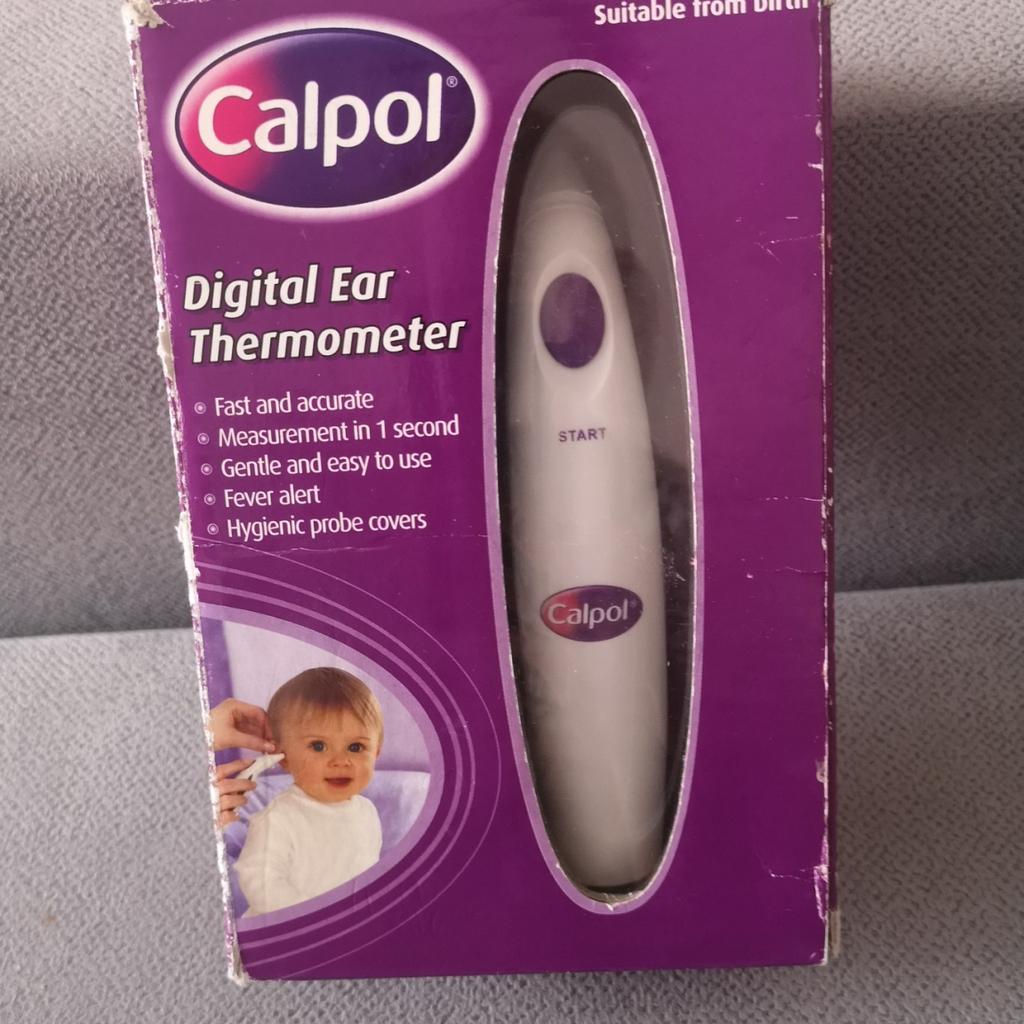 Suitable from birth
Calpol®
Digital Ear
Thermometer
Fast and accurate
Measurement in 1 second
Gentle and easy to use
Fever alert
Hygienic probe covers
START
Calpol®